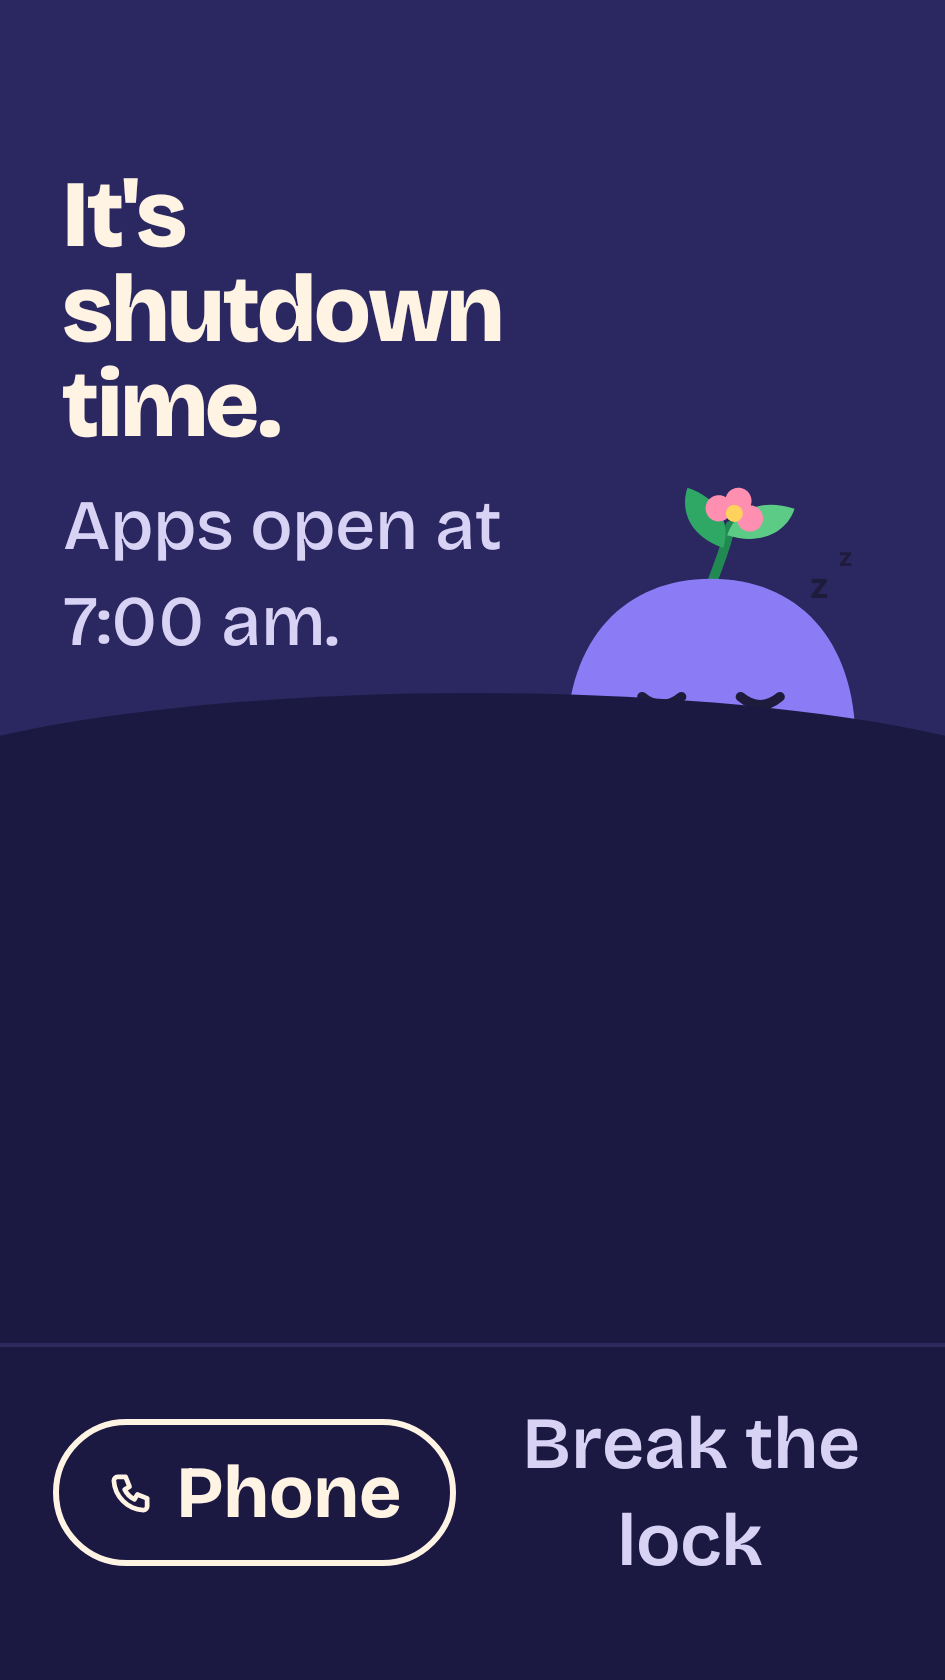 It's
shutdown
time.
Apps open at
7:00 am.
z
z
Phone
Break the
lock